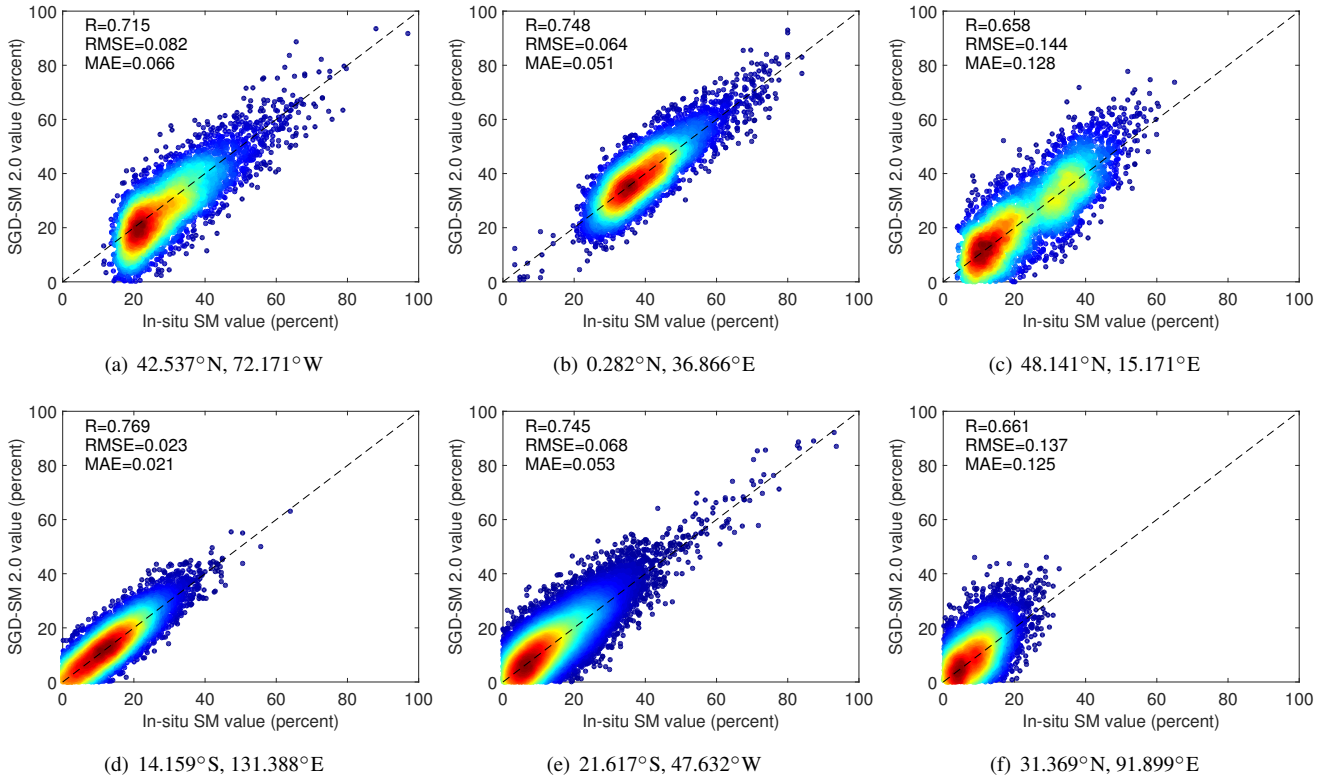 R=0.715
RMSE=0.082
MAE=0.066
SGD-SM 2.0 value (percent)
100
80
60
40
20
0
0 20 40 60 80 100
In-situ SM value (percent)
(a) 42.537°N, 72.171°W
R=0.748
RMSE=0.064
MAE=0.051
SGD-SM 2.0 value (percent)
100
80
60
40
20
0
0 20 40 60 80 100
In-situ SM value (percent)
(b) 0.282°N, 36.866°E
R=0.658
RMSE=0.144
MAE=0.128
SGD-SM 2.0 value (percent)
100
80
60
40
20
0
0 20 40 60 80 100
In-situ SM value (percent)
(c) 48.141°N, 15.171°E
R=0.769
RMSE=0.023
MAE=0.021
SGD-SM 2.0 value (percent)
100
80
60
40
20
0
0 20 40 60 80 100
In-situ SM value (percent)
(d) 14.159°S, 131.388°E
R=0.745
RMSE=0.068
MAE=0.053
SGD-SM 2.0 value (percent)
100
80
60
40
20
0
0 20 40 60 80 100
In-situ SM value (percent)
(e) 21.617°S, 47.632°W
R=0.661
RMSE=0.137
MAE=0.125
SGD-SM 2.0 value (percent)
100
80
60
40
20
0
0 20 40 60 80 100
In-situ SM value (percent)
(f) 31.369°N, 91.899°E